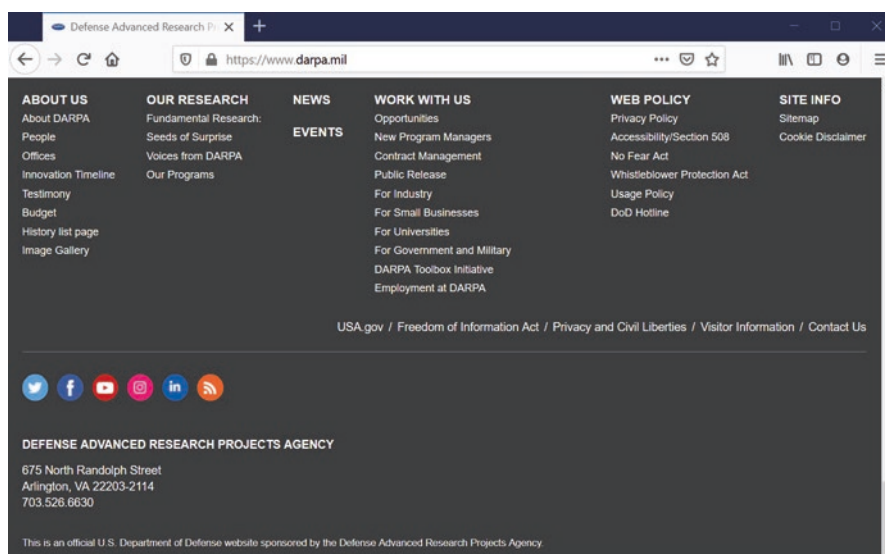 Defense Advanced Research Pr
https://www.darpa.mil
ABOUT US
About DARPA
People
Offices
Innovation Timeline
Testimony
Budget
History list page
Image Gallery
OUR RESEARCH
Fundamental Research:
Seeds of Surprise
Voices from DARPA
Our Programs
NEWS
EVENTS
WORK WITH US
Opportunities
New Program Managers
Contract Management
Public Release
For Industry
For Small Businesses
For Universities
For Government and Military
DARPA Toolbox Initiative
Employment at DARPA
WEB POLICY
Privacy Policy
Accessibility/Section 508
No Fear Act
Whistleblower Protection Act
Usage Policy
DoD Hotline
SITE INFO
Sitemap
Cookie Disclaimer
USA.gov / Freedom of Information Act / Privacy and Civil Liberties / Visitor Information / Contact Us
in
DEFENSE ADVANCED RESEARCH PROJECTS AGENCY
675 North Randolph Street
Arlington, VA 22203-2114
703.526.6630
This is an official U.S. Department of Defense website sponsored by the Defense Advanced Research Projects Agency.